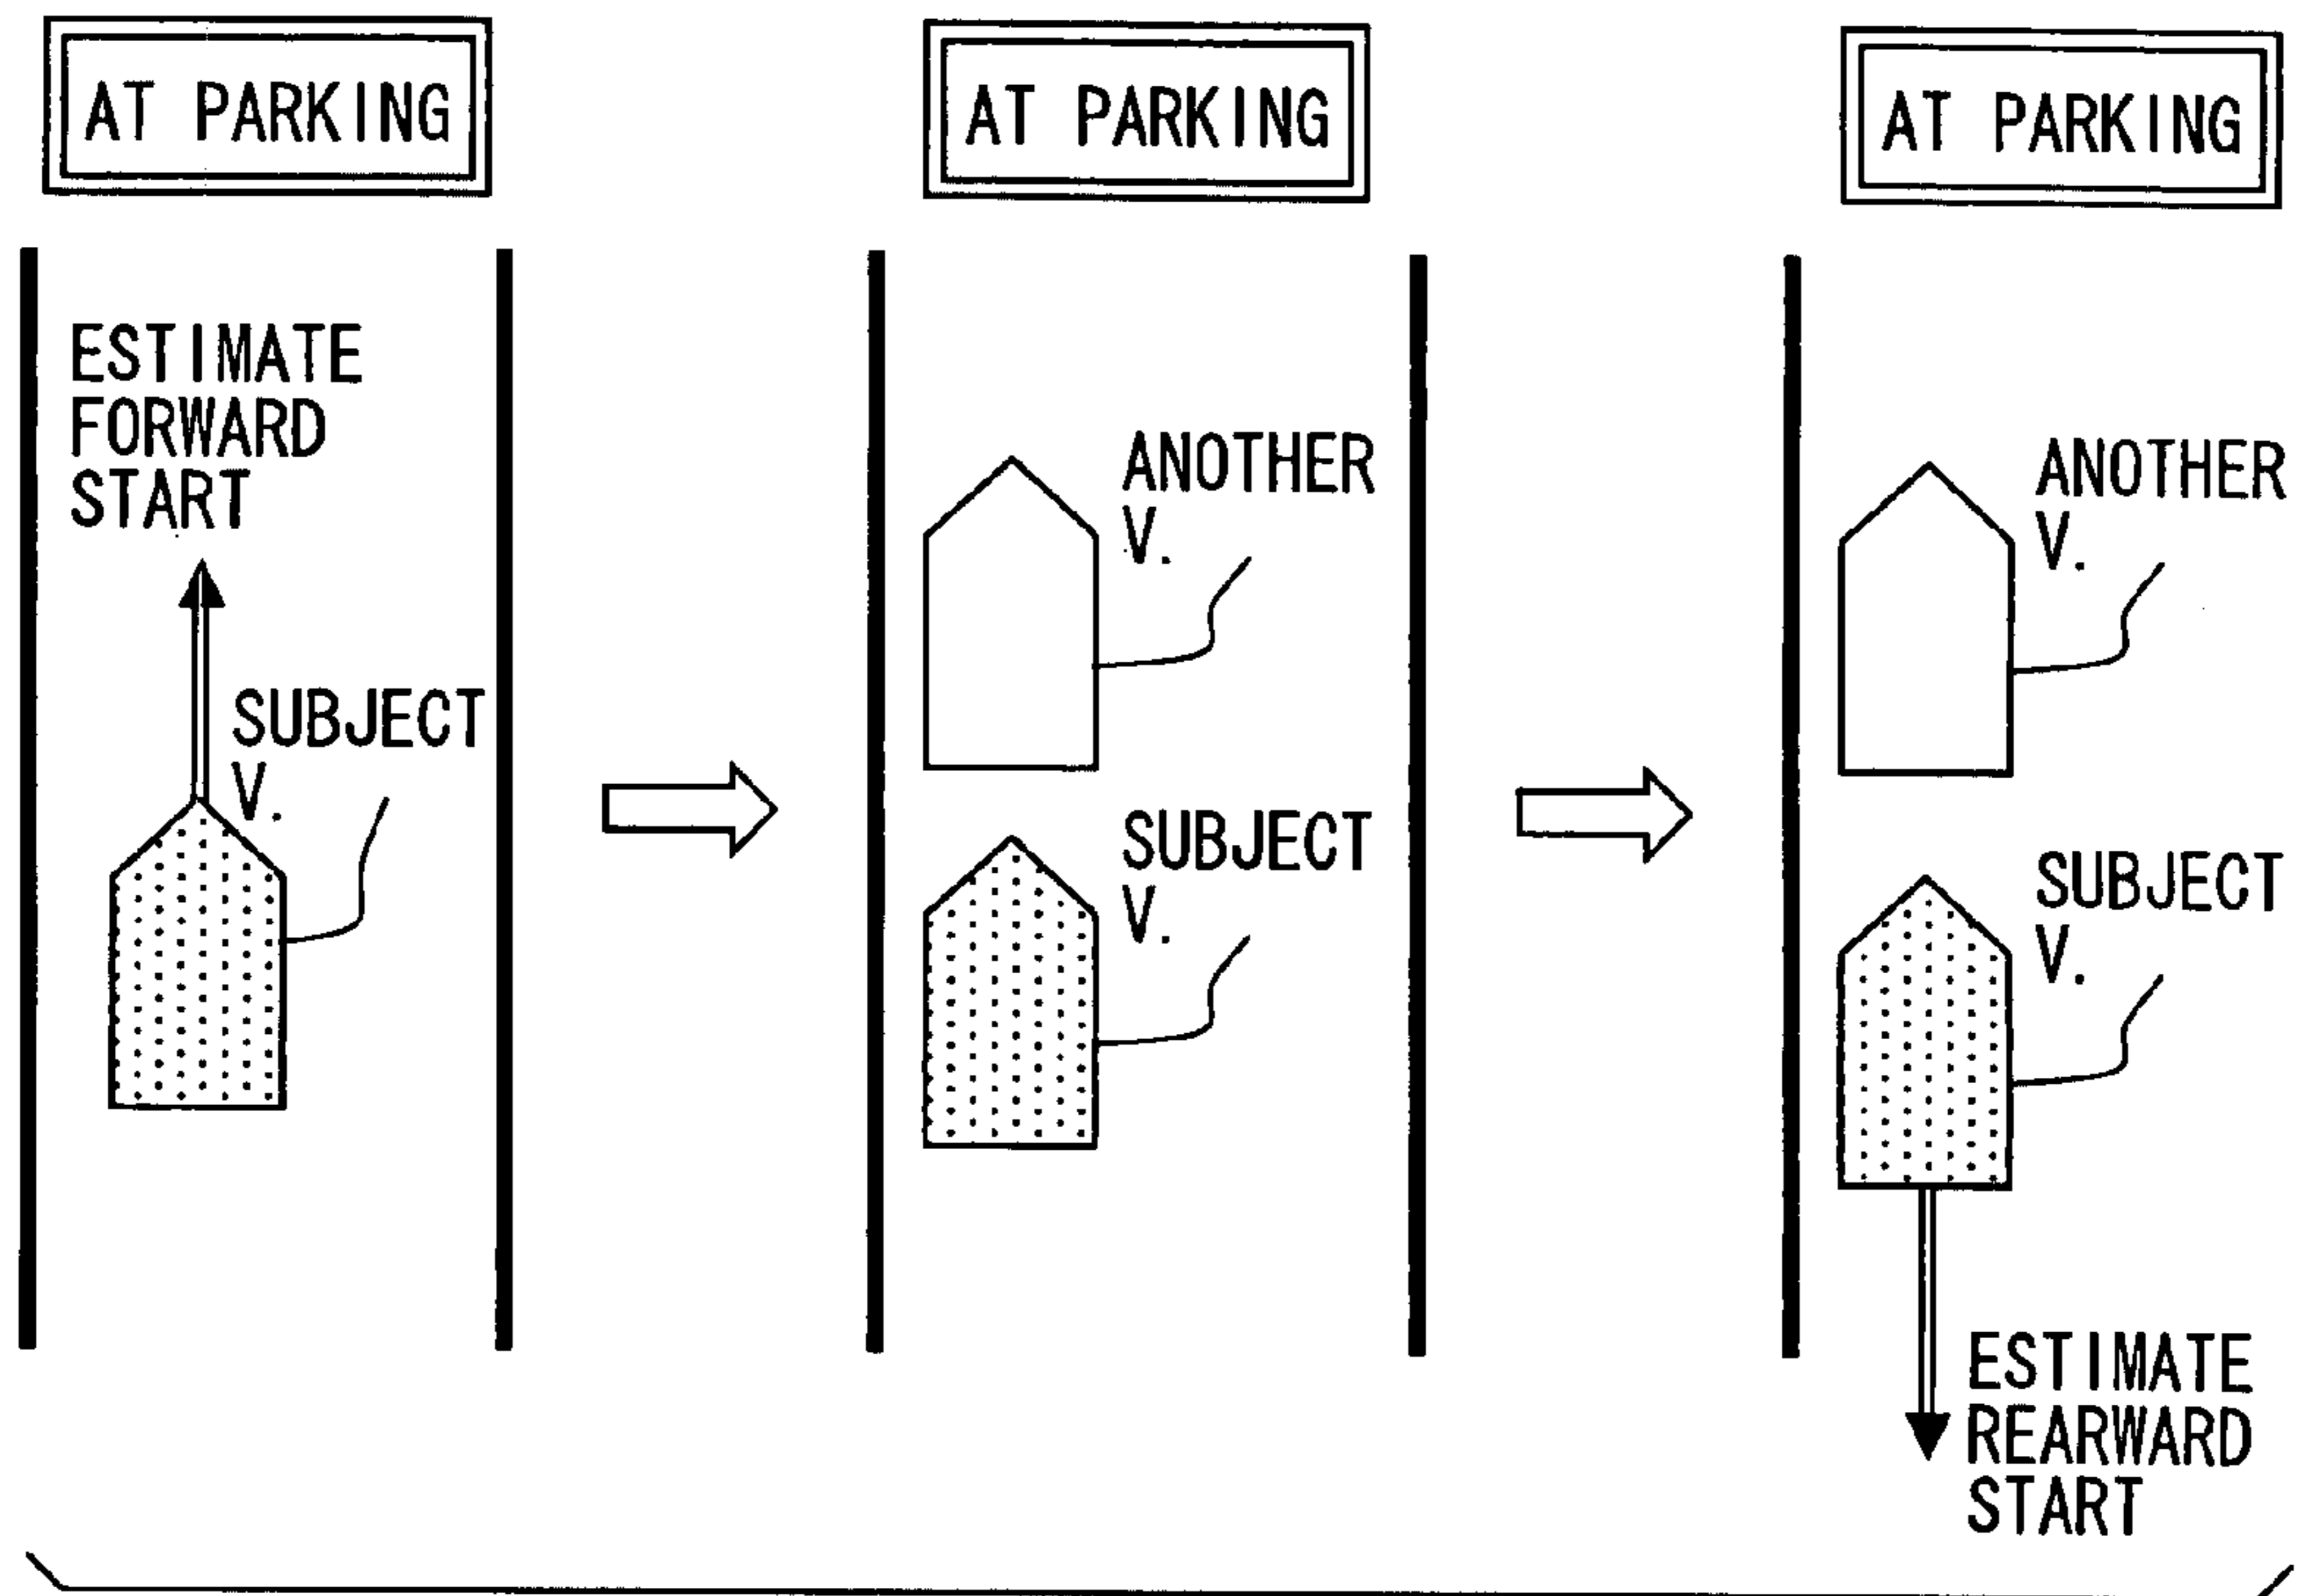 AT PARKING
ESTIMATE
FORWARD
START
SUBJECT
V.
AT PARKING
ANOTHER
V.
SUBJECT
V.
AT PARKING
ANOTHER
V.
SUBJECT
V.
ESTIMATE
REARWARD
START